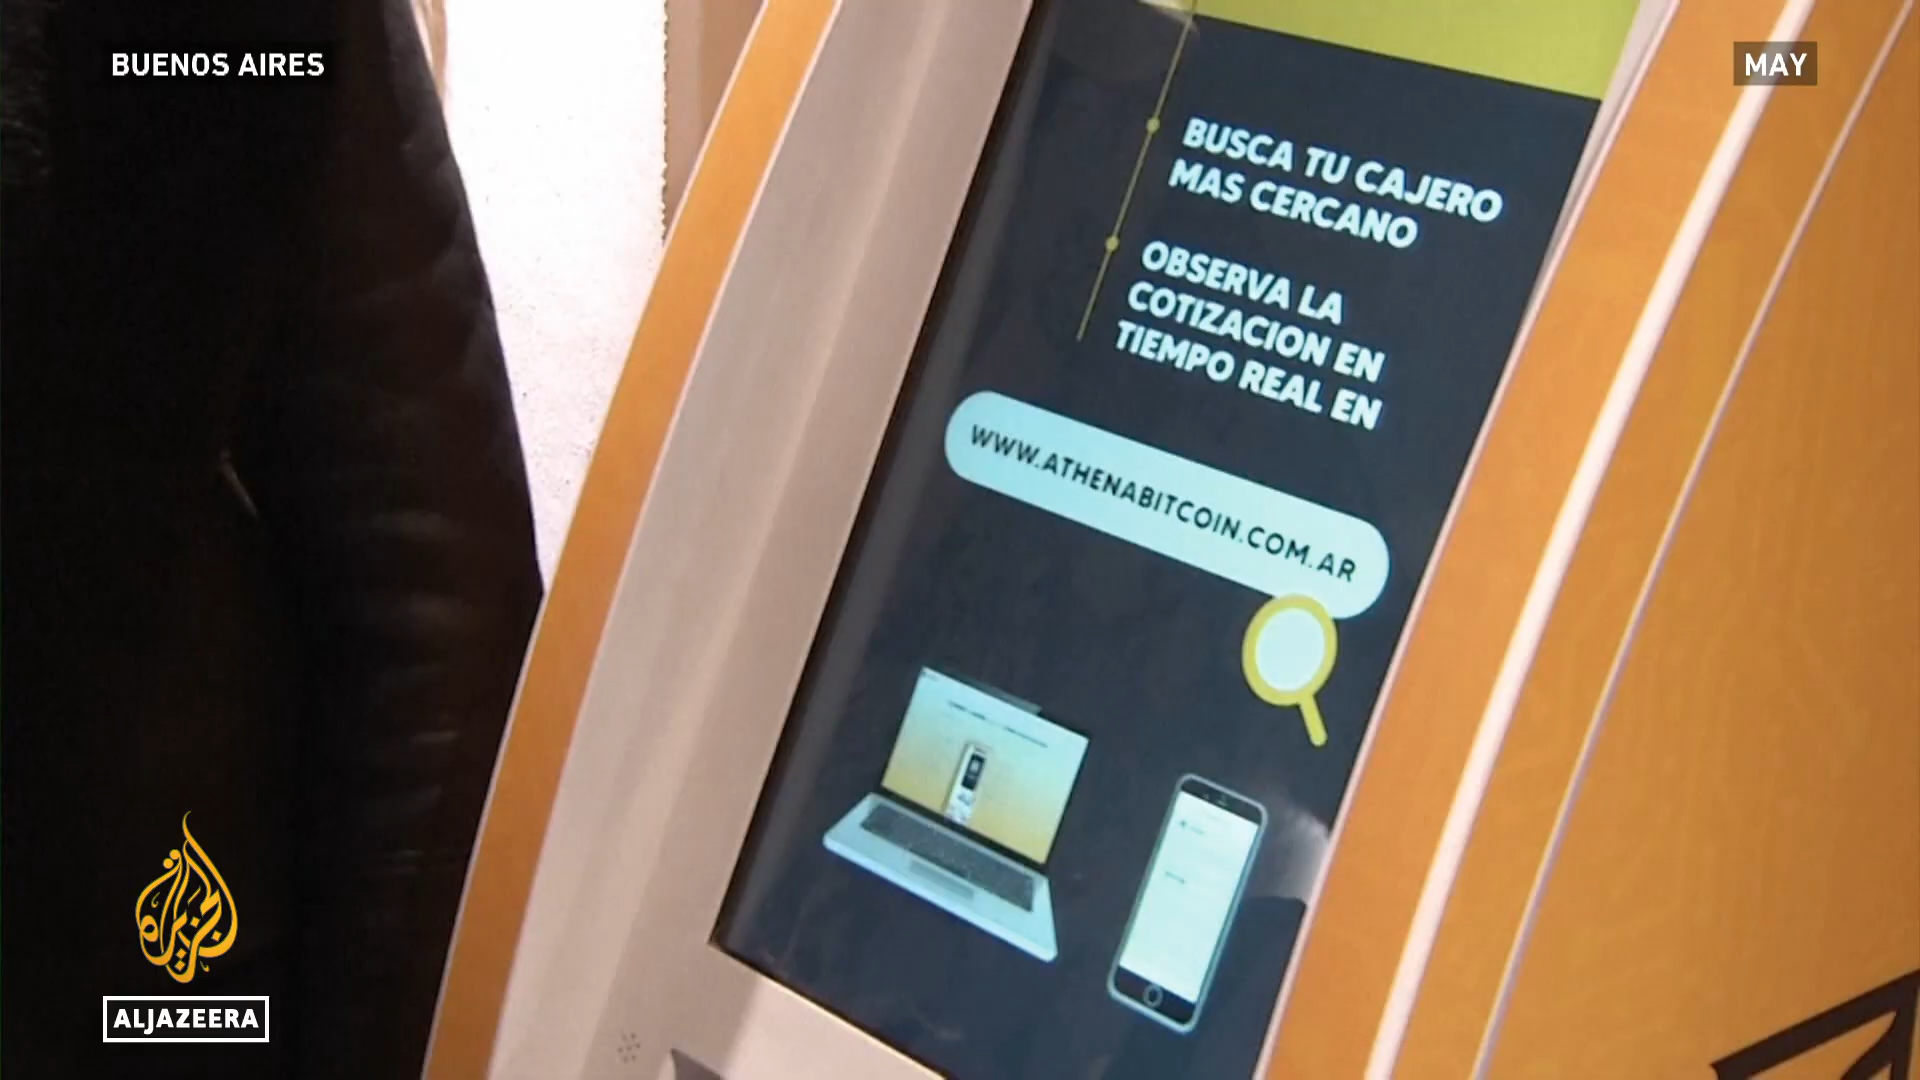 BUENOS AIRES
MAY
BUSCA TU CAJERO
MAS CERCANO
OBSERVA LA
COTIZACION EN
TIEMPO REAL EN
WWW.ATHENABITCOIN.COM.AR
الجزيرة
ALJAZEERA